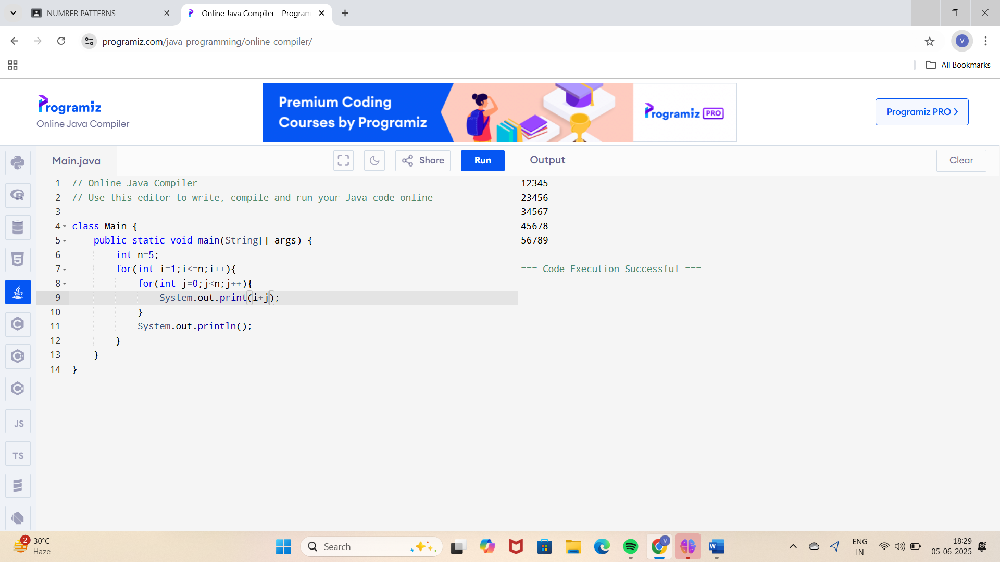 NUMBER PATTERNS
Online Java Compiler - Program
programiz.com/java-programming/online-compiler/
V
All Bookmarks
Programiz
Online Java Compiler
Premium Coding
Courses by Programiz
Programiz PRO
Programiz PRO ❯
Main.java
Share
Run
Output
Clear
1 // Online Java Compiler
2 // Use this editor to write, compile and run your Java code online
3
4 class Main {
5 public static void main(String[] args) {
6 int n=5;
7 for(int i=1;i<=n;i++){
8 for(int j=0;j<n;j++){
9 System.out.print(i+j);
10 }
11 System.out.println();
12 }
13 }
14 }
12345
23456
34567
45678
56789
=== Code Execution Successful ===
R
5
C
C
C
JS
TS
2
30°C
Haze
Search
V
W
ENG
IN
18:29
05-06-2025